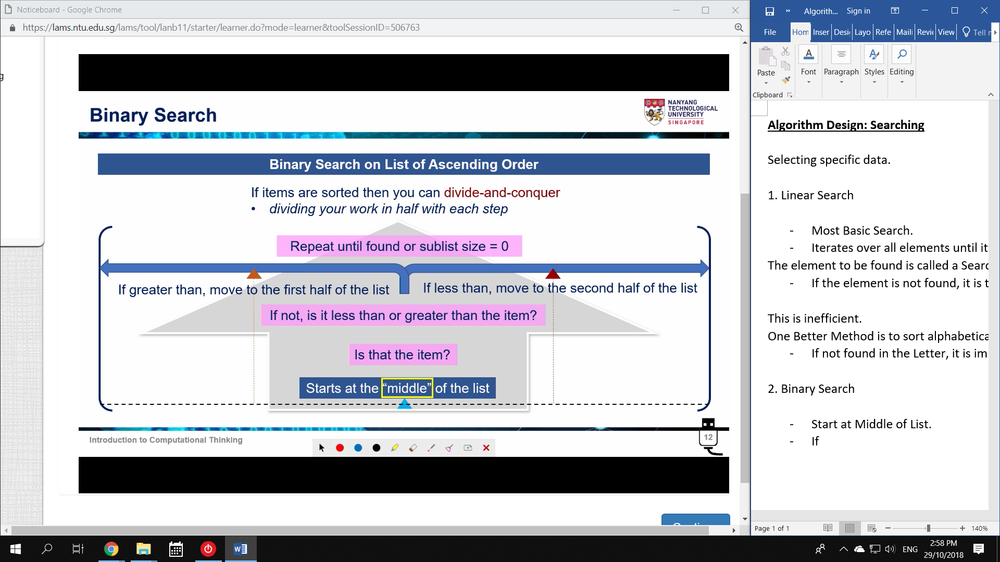 Noticeboard - Google Chrome
https://lams.ntu.edu.sg/lams/tool/lanb11/starter/learner.do?mode=learner&toolSessionID=506763
g
Binary Search
NANYANG
TECHNOLOGICAL
UNIVERSITY
SINGAPORE
Binary Search on List of Ascending Order
If items are sorted then you can divide-and-conquer
• dividing your work in half with each step
Repeat until found or sublist size = 0
If greater than, move to the first half of the list
If less than, move to the second half of the list
If not, is it less than or greater than the item?
Is that the item?
Starts at the “middle” of the list
Introduction to Computational Thinking
12
Algorith...
Sign in
File
Hom
Inser
Desi
Layo
Refe
Maili
Revie
View
Tell
Paste
Font
Paragraph
Styles
Editing
Clipboard
Algorithm Design: Searching
Selecting specific data.
1. Linear Search
- Most Basic Search.
- Iterates over all elements until it
The element to be found is called a Searc
- If the element is not found, it is t
This is inefficient.
One Better Method is to sort alphabetica
- If not found in the Letter, it is im
2. Binary Search
- Start at Middle of List.
- If
Page 1 of 1
140%
ENG
2:58 PM
29/10/2018